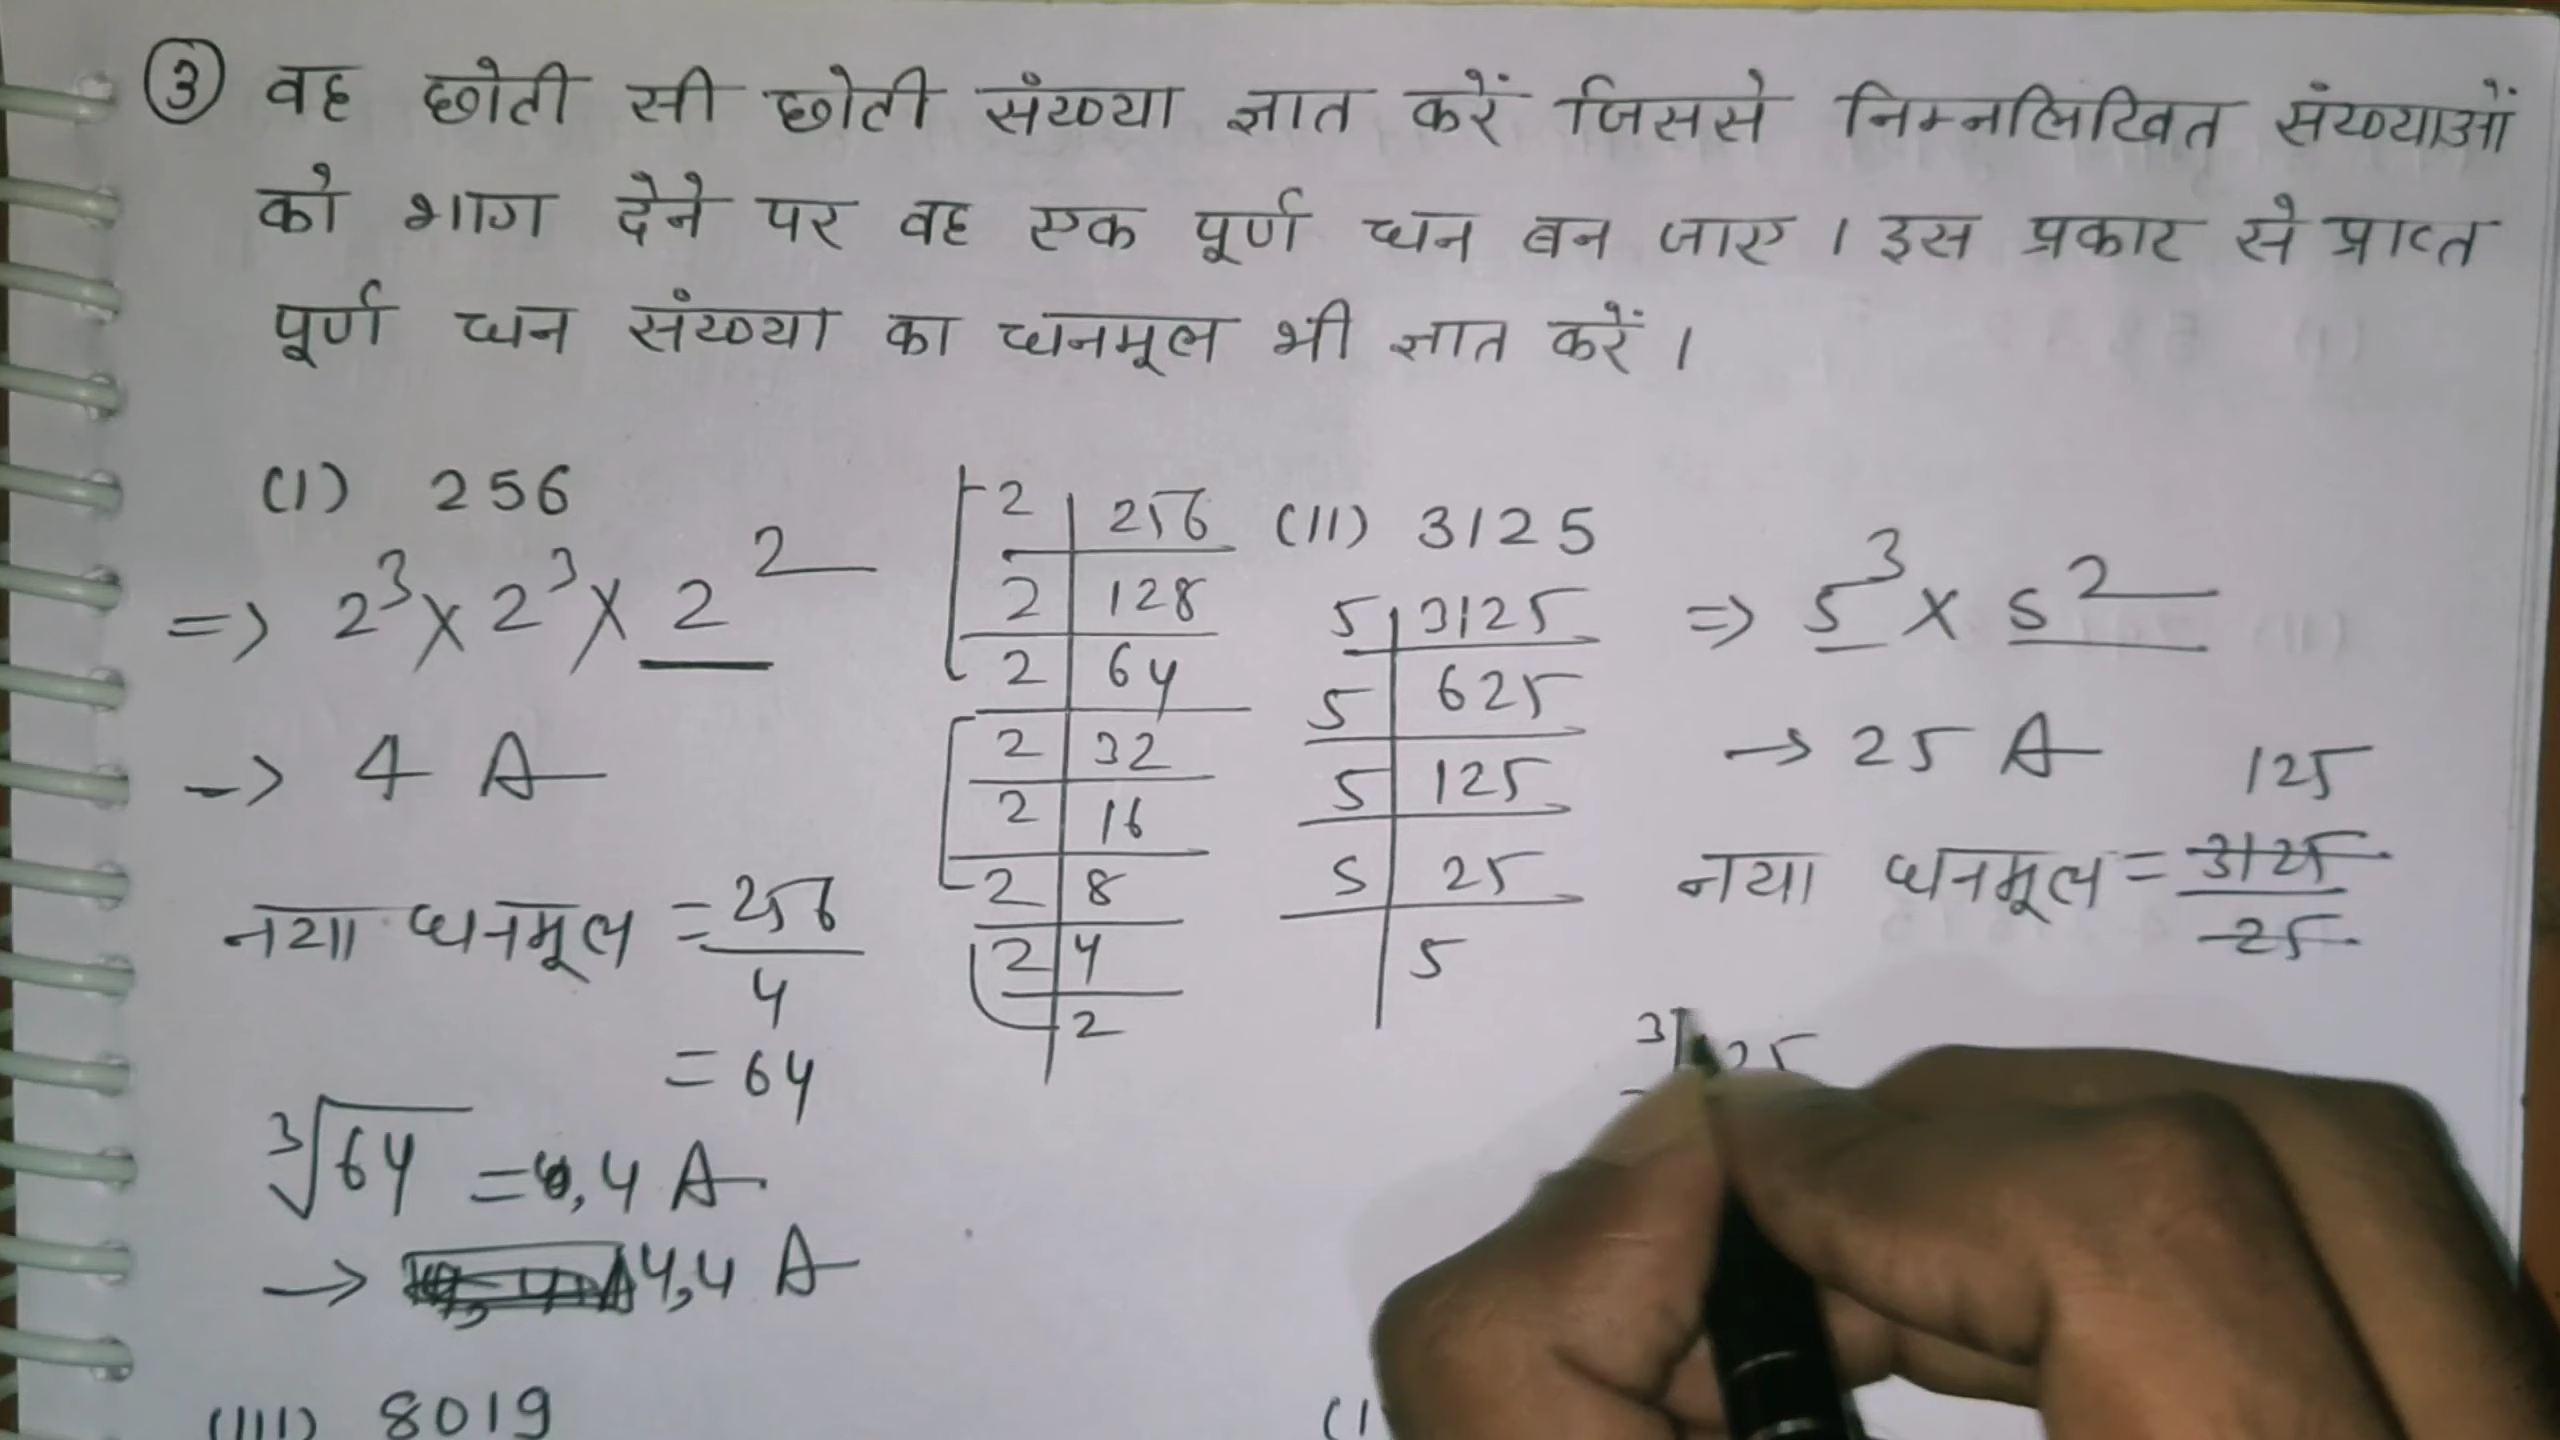 ③ वह छोटी सी छोटी संख्या ज्ञात करें जिससे निम्नलिखित संख्याओं
को भाग देने पर वह एक पूर्ण घन बन जाए । इस प्रकार से प्राप्त
पूर्ण घन संख्या का घनमूल भी ज्ञात करें ।
(I) 256
=> 2³ × 2³ × 2²
-> 4 A
नया घनमूल = 256
4
= 64
³√64 = 4, 4 A
-> 4,4 A
2 | 256
2 | 128
2 | 64
2 | 32
2 | 16
2 | 8
2 | 4
| 2
(II) 3125
5 | 3125
5 | 625
5 | 125
5 | 25
| 5
=> 5³ × 5²
-> 25 A
125
नया घनमूल = 3125
25
(III) 8019